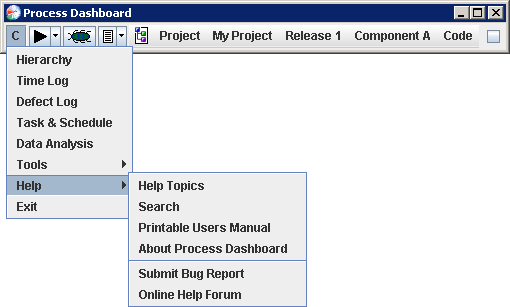 Process Dashboard
C Project My Project Release 1 Component A Code
Hierarchy
Time Log
Defect Log
Task & Schedule
Data Analysis
Tools
Help
Exit
Help Topics
Search
Printable Users Manual
About Process Dashboard
Submit Bug Report
Online Help Forum